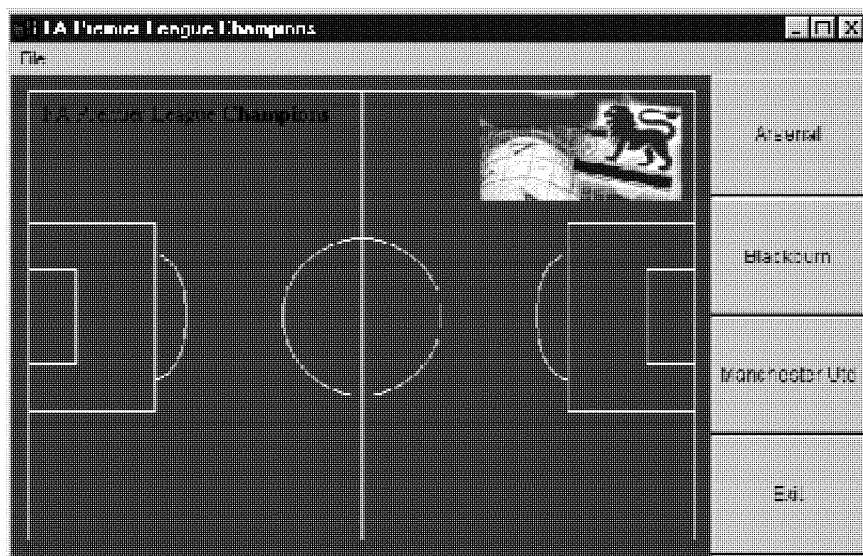 FA Premier League Champions
File
FA Premier League Champions
Arsenal
Blackburn
Manchester Utd
Exit